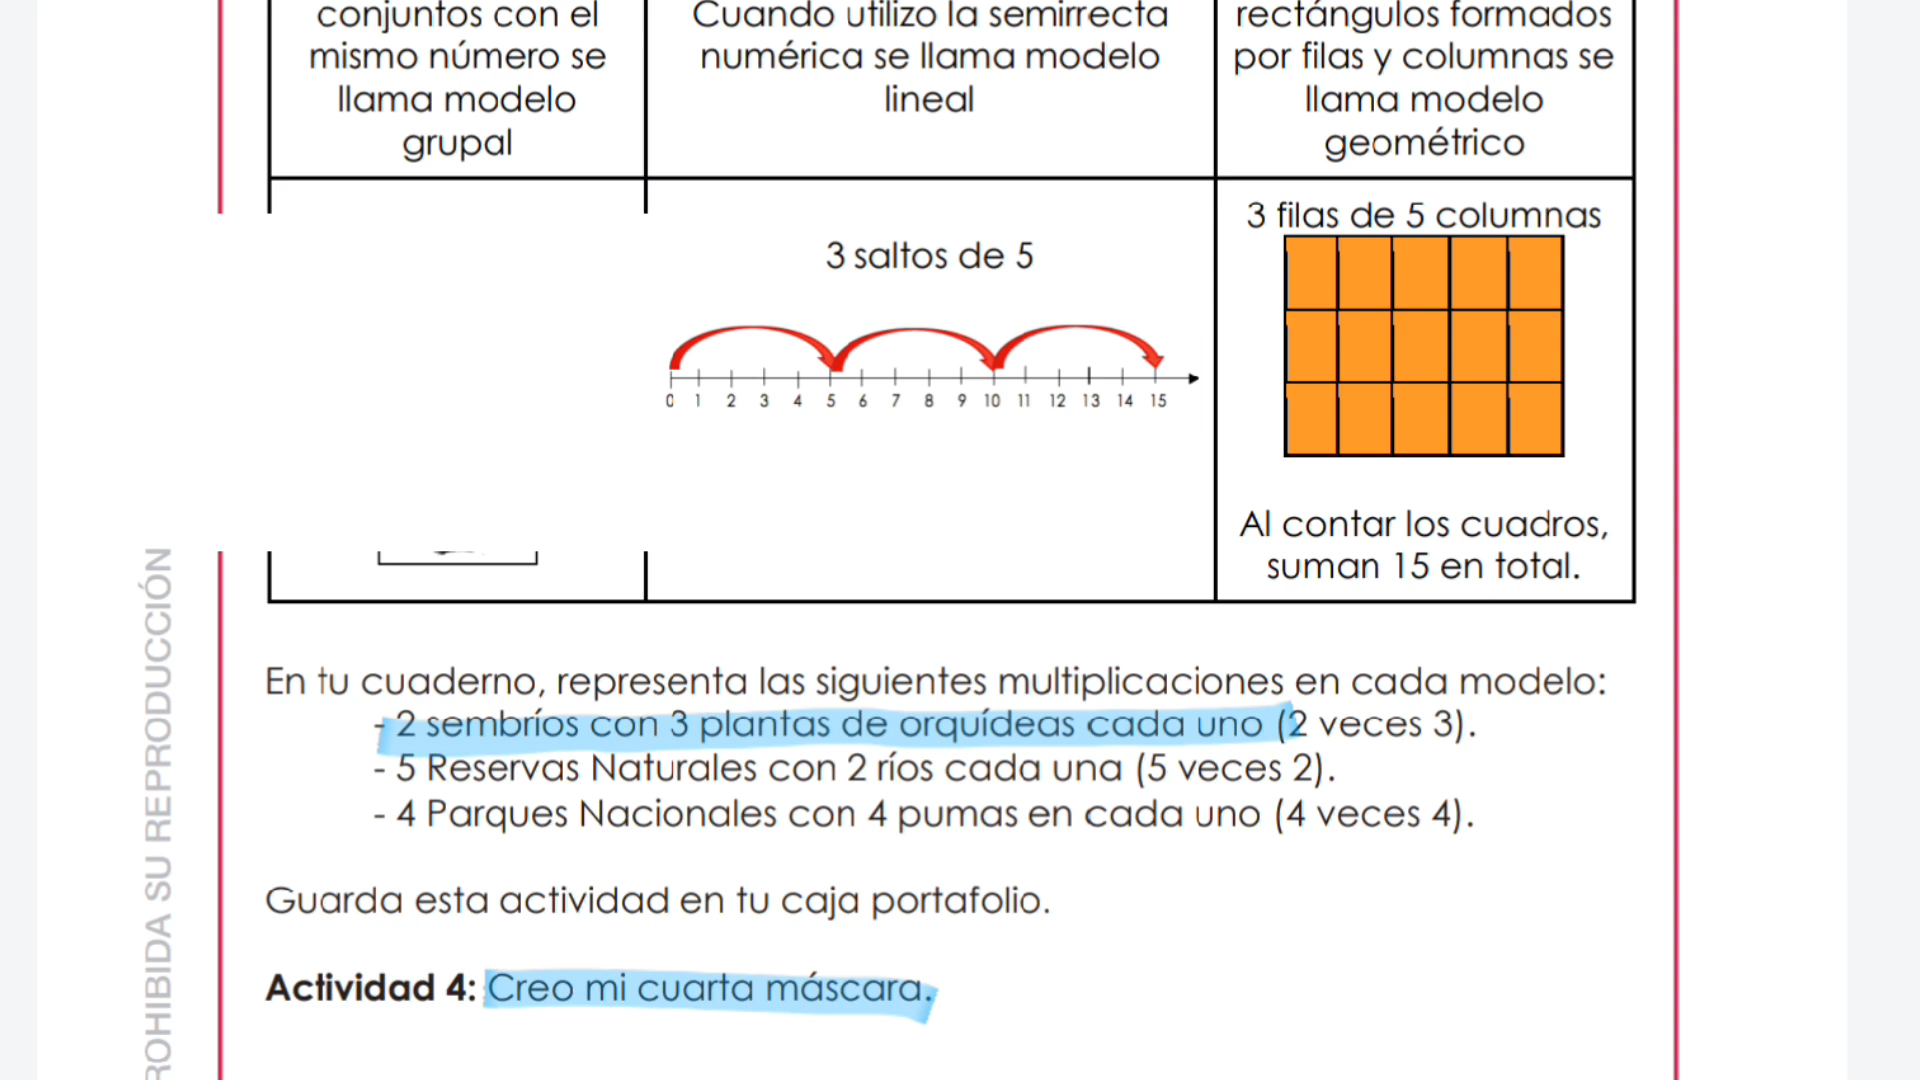 conjuntos con el
mismo número se
llama modelo
grupal
Cuando utilizo la semirrecta
numérica se llama modelo
lineal
rectángulos formados
por filas y columnas se
llama modelo
geométrico
3 saltos de 5
0 1 2 3 4 5 6 7 8 9 10 11 12 13 14 15
3 filas de 5 columnas
Al contar los cuadros,
suman 15 en total.
En tu cuaderno, representa las siguientes multiplicaciones en cada modelo:
- 2 sembríos con 3 plantas de orquídeas cada uno (2 veces 3).
- 5 Reservas Naturales con 2 ríos cada una (5 veces 2).
- 4 Parques Nacionales con 4 pumas en cada uno (4 veces 4).
Guarda esta actividad en tu caja portafolio.
Actividad 4: Creo mi cuarta máscara.
ROHIBIDA SU REPRODUCCIÓN